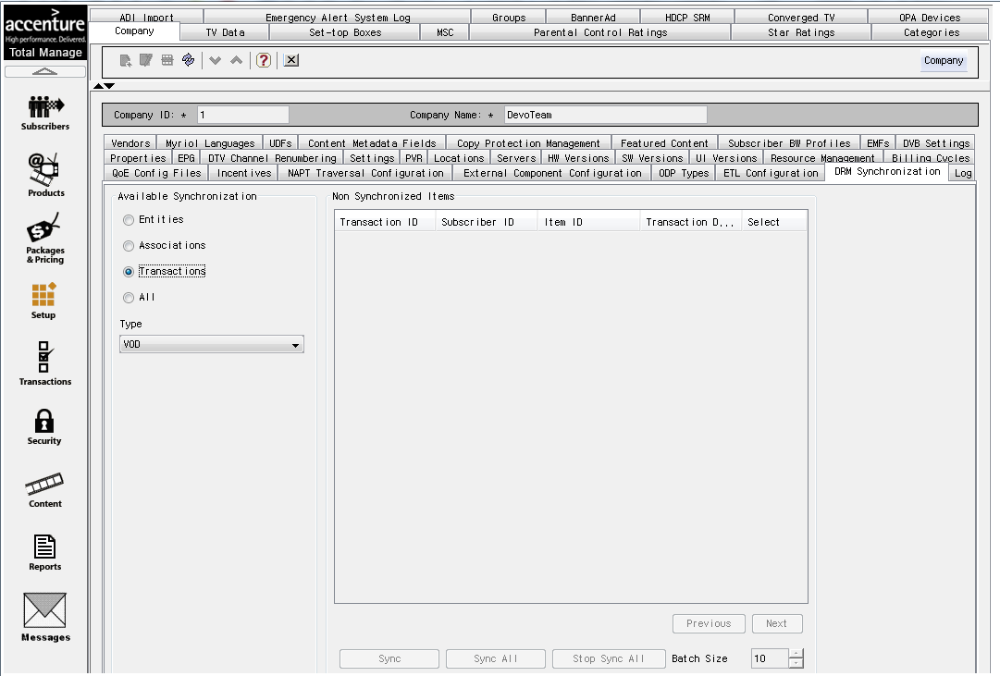 accenture
High performance. Delivered.
Total Manage
ADI Import Emergency Alert System Log Groups BannerAd HDCP SRM Converged TV OPA Devices
Company TV Data Set-top Boxes MSC Parental Control Ratings Star Ratings Categories
? Company
Company ID: * 1 Company Name: * DevoTeam
Vendors Myriol Languages UDFs Content Metadata Fields Copy Protection Management Featured Content Subscriber BW Profiles EMFs DVB Settings
Properties EPG DTV Channel Renumbering Settings PVR Locations Servers HW Versions SW Versions UI Versions Resource Management Billing Cycles
QoE Config Files Incentives NAPT Traversal Configuration External Component Configuration ODP Types ETL Configuration DRM Synchronization Log
Subscribers
Products
Packages
& Pricing
Setup
Transactions
Security
Content
Reports
Messages
Available Synchronization
Entities
Associations
Transactions
All
Type
VOD
Non Synchronized Items
Transaction ID Subscriber ID Item ID Transaction D... Select
Previous Next
Sync Sync All Stop Sync All Batch Size 10